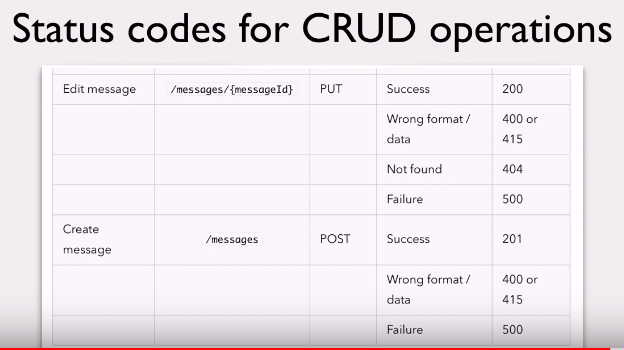 Status codes for CRUD operations
Edit message /messages/{messageId} PUT Success 200
Wrong format / data 400 or 415
Not found 404
Failure 500
Create message /messages POST Success 201
Wrong format / data 400 or 415
Failure 500